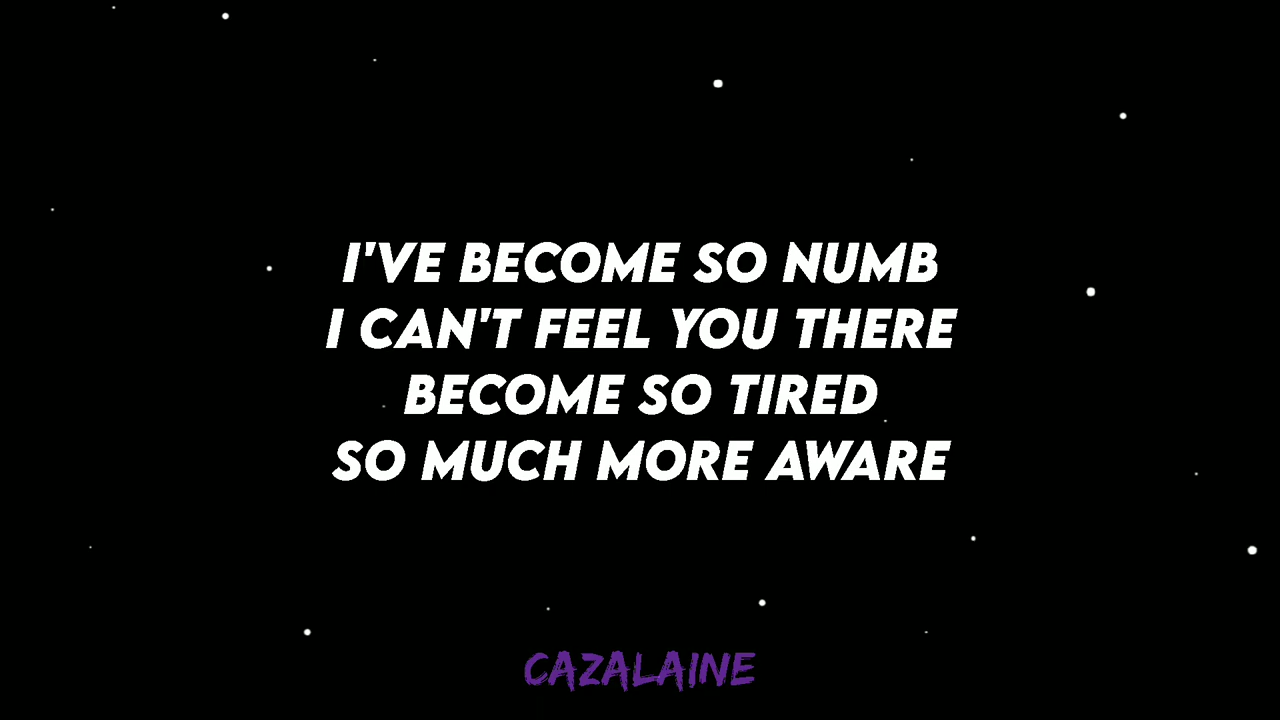 I'VE BECOME SO NUMB
I CAN'T FEEL YOU THERE
BECOME SO TIRED
SO MUCH MORE AWARE
CAZALAINE